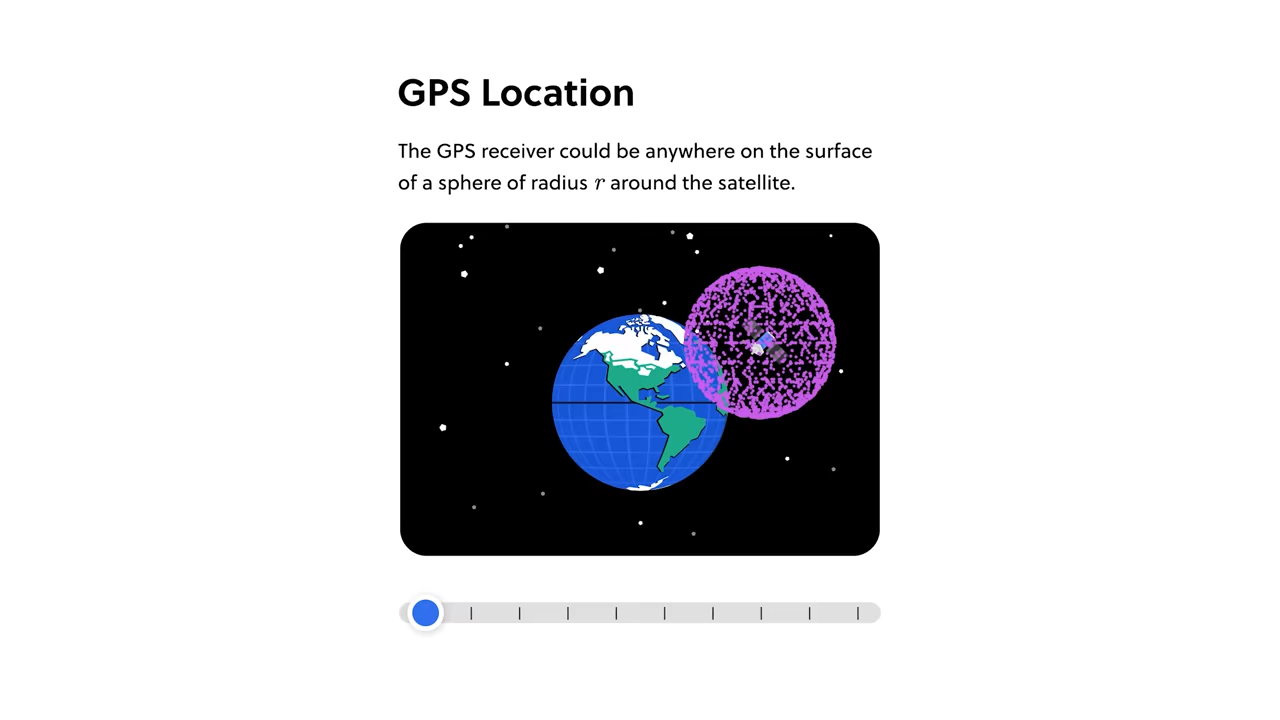 GPS Location
The GPS receiver could be anywhere on the surface
of a sphere of radius r around the satellite.